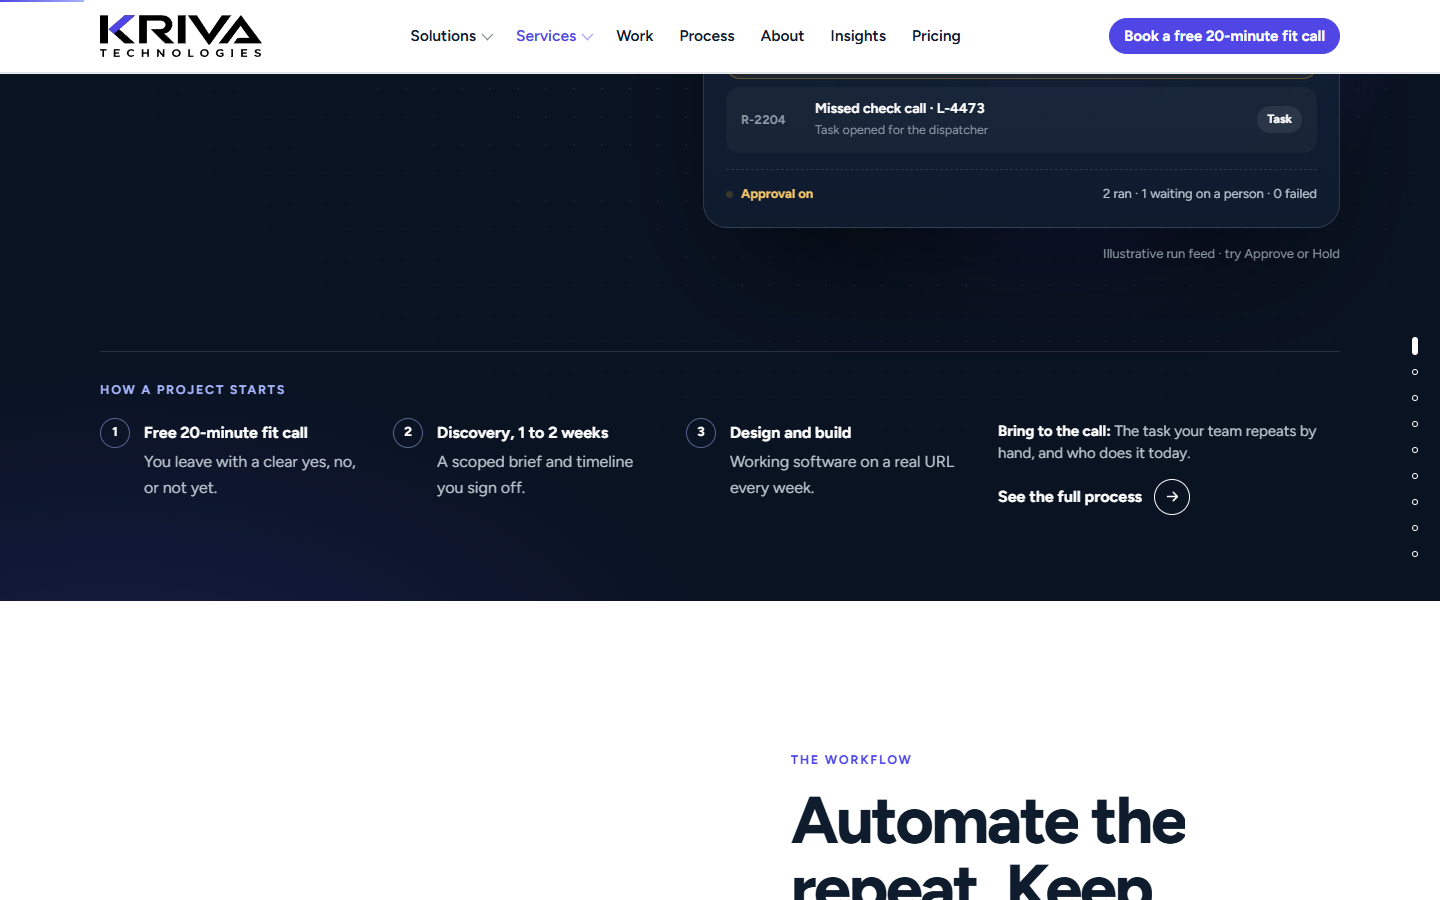 KRIVA
TECHNOLOGIES
Solutions
Services
Work
Process
About
Insights
Pricing
Book a free 20-minute fit call
R-2204
Missed check call · L-4473
Task opened for the dispatcher
Task
Approval on
2 ran · 1 waiting on a person · 0 failed
Illustrative run feed · try Approve or Hold
HOW A PROJECT STARTS
1
Free 20-minute fit call
You leave with a clear yes, no,
or not yet.
2
Discovery, 1 to 2 weeks
A scoped brief and timeline
you sign off.
3
Design and build
Working software on a real URL
every week.
Bring to the call: The task your team repeats by
hand, and who does it today.
See the full process
THE WORKFLOW
Automate the
repeat. Keep